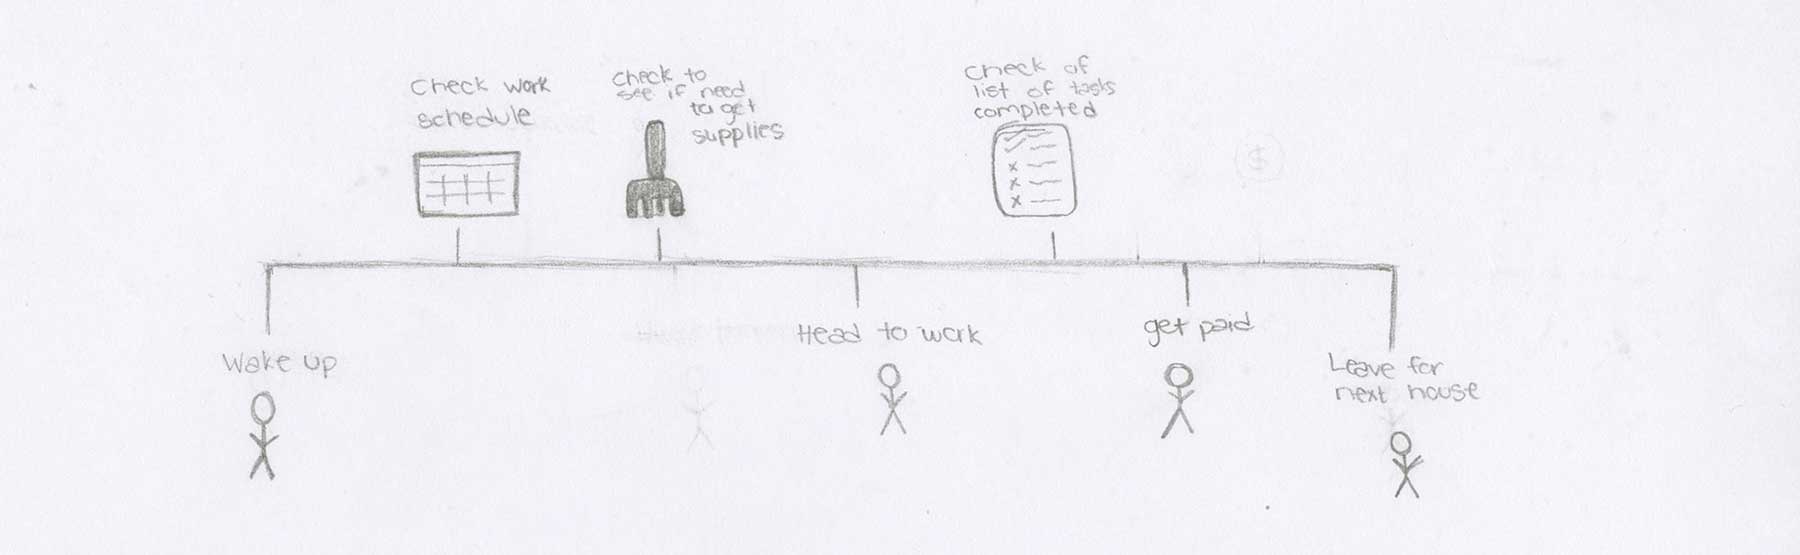 Check work
schedule
Check to
see if need
to get
supplies
Check of
list of tasks
completed
$
Wake up
Head to work
get paid
Leave for
next house